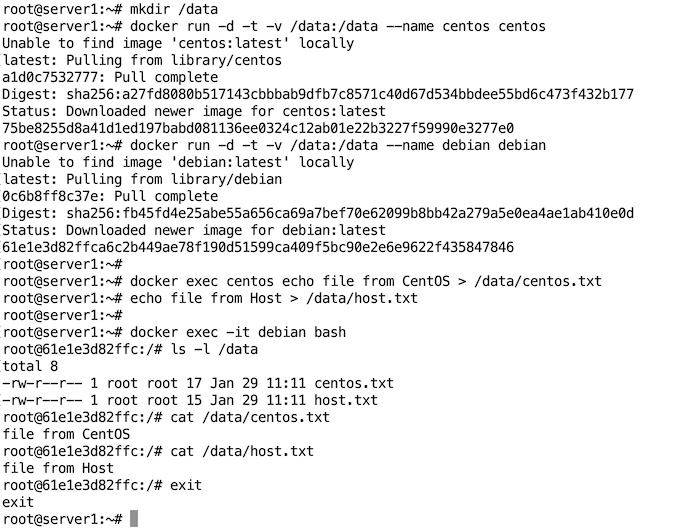 root@server1:~# mkdir /data
root@server1:~# docker run -d -t -v /data:/data --name centos centos
Unable to find image 'centos:latest' locally
latest: Pulling from library/centos
a1d0c7532777: Pull complete
Digest: sha256:a27fd8080b517143cbbbab9dfb7c8571c40d67d534bbdee55bd6c473f432b177
Status: Downloaded newer image for centos:latest
75be8255d8a41d1ed197babd081136ee0324c12ab01e22b3227f59990e3277e0
root@server1:~# docker run -d -t -v /data:/data --name debian debian
Unable to find image 'debian:latest' locally
latest: Pulling from library/debian
0c6b8ff8c37e: Pull complete
Digest: sha256:fb45fd4e25abe55a656ca69a7bef70e62099b8bb42a279a5e0ea4ae1ab410e0d
Status: Downloaded newer image for debian:latest
61e1e3d82ffca6c2b449ae78f190d51599ca409f5bc90e2e6e9622f435847846
root@server1:~#
root@server1:~# docker exec centos echo file from CentOS > /data/centos.txt
root@server1:~# echo file from Host > /data/host.txt
root@server1:~#
root@server1:~# docker exec -it debian bash
root@61e1e3d82ffc:/# ls -l /data
total 8
-rw-r--r-- 1 root root 17 Jan 29 11:11 centos.txt
-rw-r--r-- 1 root root 15 Jan 29 11:11 host.txt
root@61e1e3d82ffc:/# cat /data/centos.txt
file from CentOS
root@61e1e3d82ffc:/# cat /data/host.txt
file from Host
root@61e1e3d82ffc:/# exit
exit
root@server1:~#